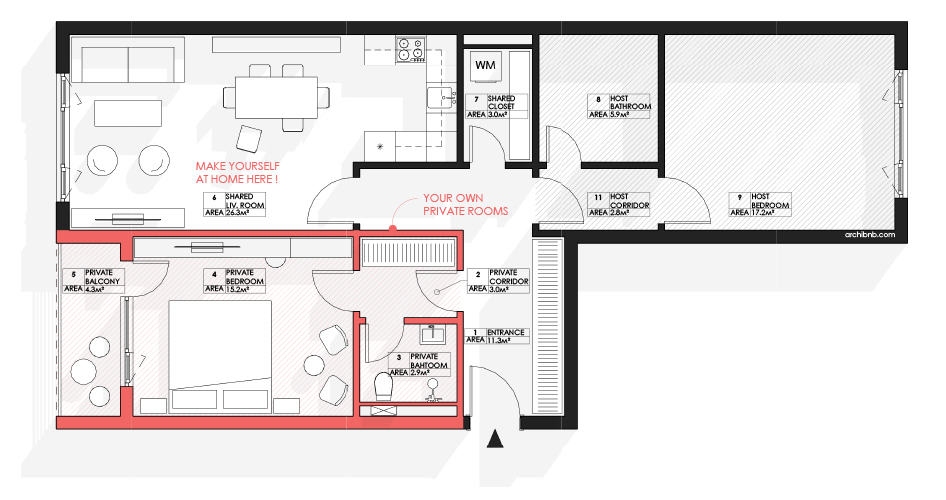 WM
7 SHARED
CLOSET
AREA 3.0M²
8 HOST
BATHROOM
AREA 5.9M²
MAKE YOURSELF
AT HOME HERE !
6 SHARED
LIV. ROOM
AREA 26.3M²
YOUR OWN
PRIVATE ROOMS
11 HOST
CORRIDOR
AREA 2.8M²
9 HOST
BEDROOM
AREA 17.2M²
archibnb.com
5 PRIVATE
BALCONY
AREA 4.3M²
4 PRIVATE
BEDROOM
AREA 15.2M²
2 PRIVATE
CORRIDOR
AREA 3.0M²
1 ENTRANCE
AREA 11.3M²
3 PRIVATE
BAHTOOM
AREA 2.9M²